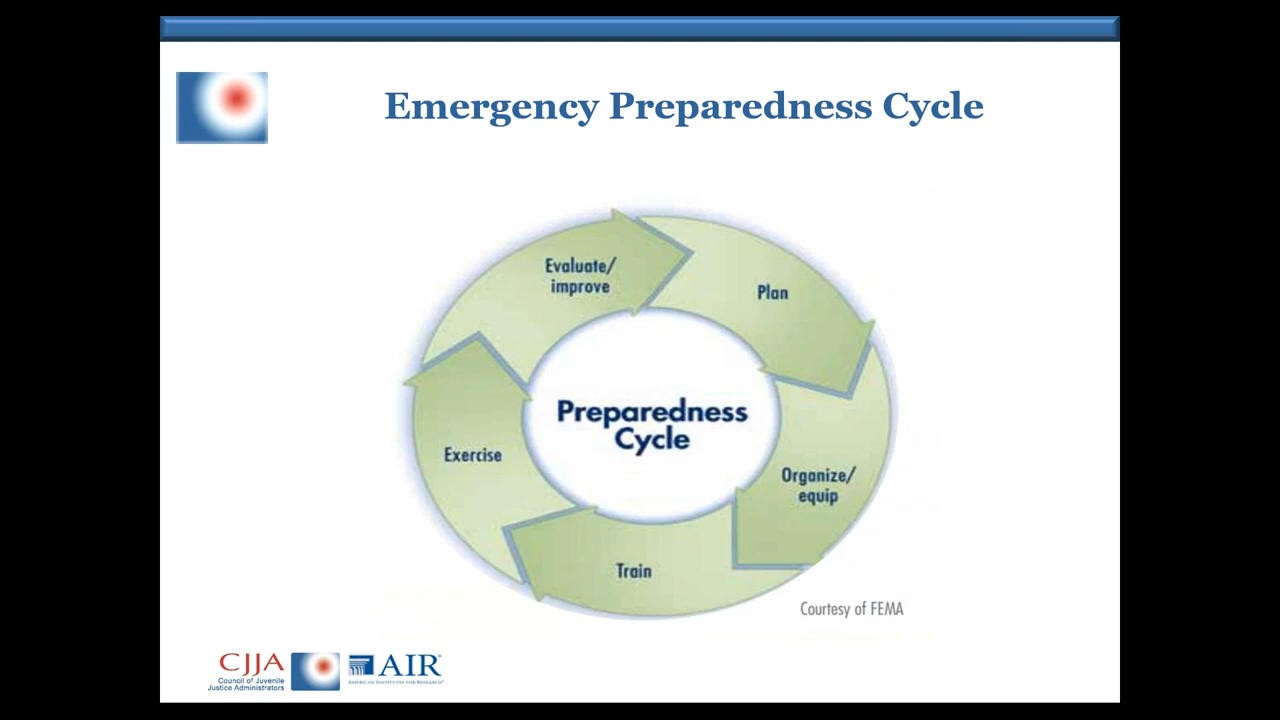 Emergency Preparedness Cycle
Evaluate/
improve
Plan
Preparedness
Cycle
Exercise
Organize/
equip
Train
Courtesy of FEMA
CJJA
Council of Juvenile
Justice Administrators
AIR®
AMERICAN INSTITUTES FOR RESEARCH